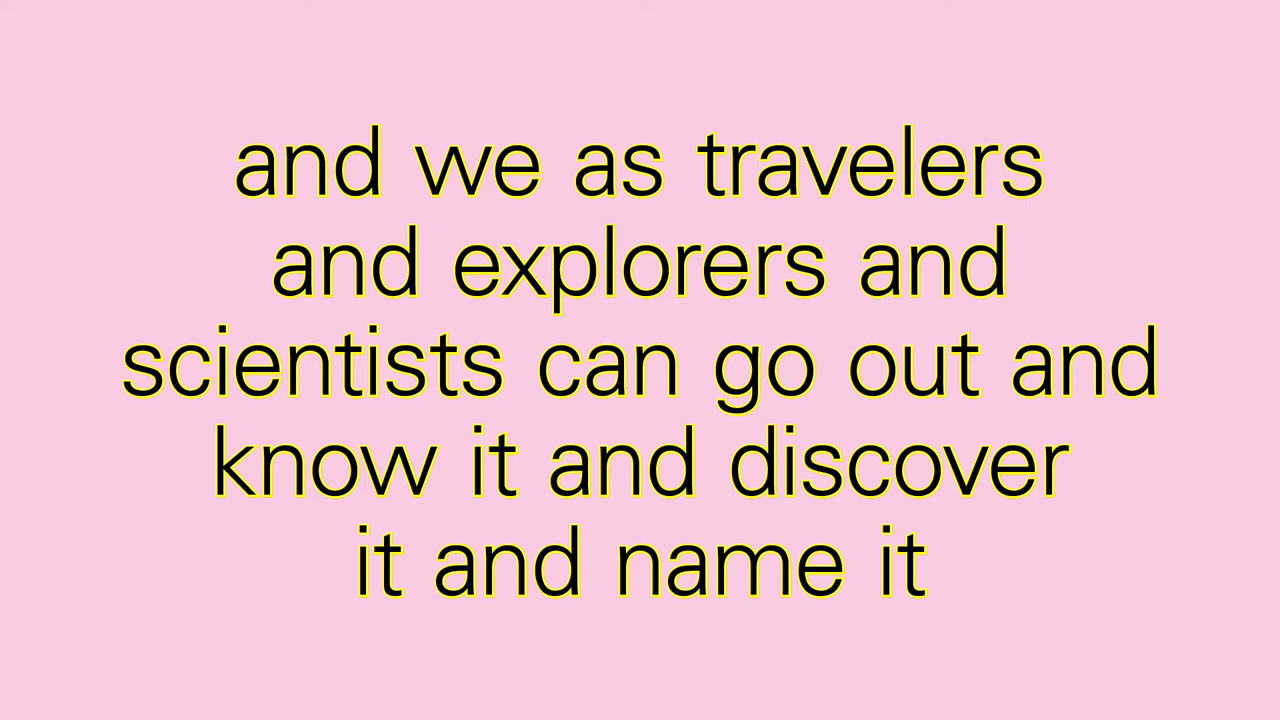 and we as travelers
and explorers and
scientists can go out and
know it and discover
it and name it